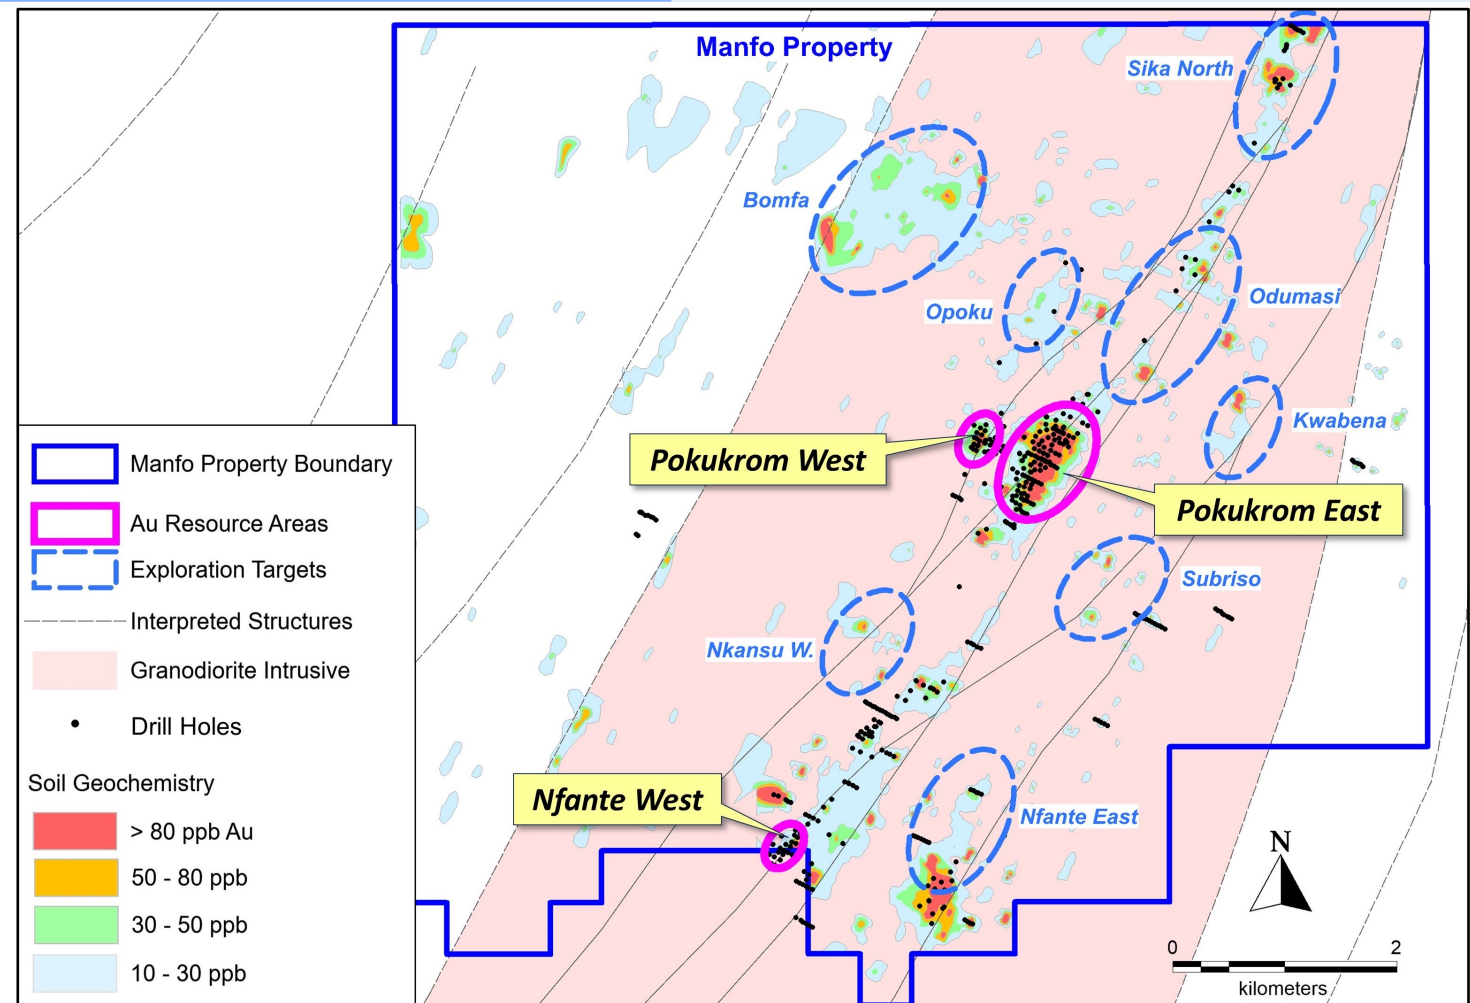 Manfo Property
Sika North
Bomfa
Opoku
Odumasi
Kwabena
Pokukrom West
Pokukrom East
Subriso
Nkansu W.
Nfante West
Nfante East
Manfo Property Boundary
Au Resource Areas
Exploration Targets
Interpreted Structures
Granodiorite Intrusive
Drill Holes
Soil Geochemistry
> 80 ppb Au
50 - 80 ppb
30 - 50 ppb
10 - 30 ppb
N
0 2
kilometers